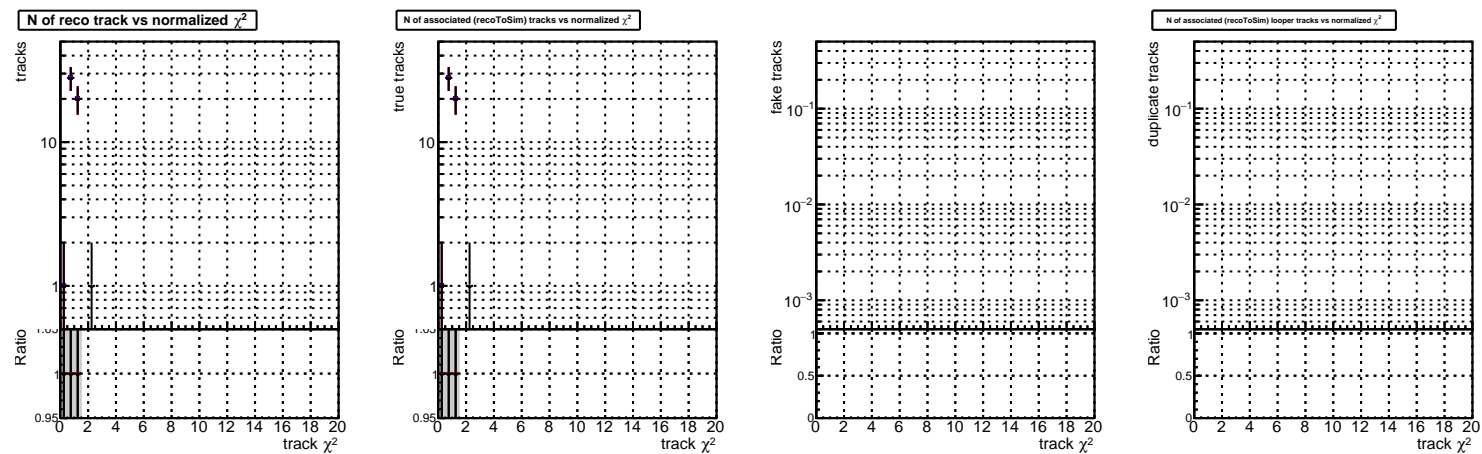 N of reco track vs normalized χ²
tracks
10
1
Ratio
1.05
1
0.95
0 2 4 6 8 10 12 14 16 18 20
track χ²
N of associated (recoToSim) tracks vs normalized χ²
true tracks
10
1
Ratio
1.05
1
0.95
0 2 4 6 8 10 12 14 16 18 20
track χ²
fake tracks
10⁻¹
10⁻²
10⁻³
Ratio
1
0.5
0
0 2 4 6 8 10 12 14 16 18 20
track χ²
N of associated (recoToSim) looper tracks vs normalized χ²
duplicate tracks
10⁻¹
10⁻²
10⁻³
Ratio
1
0.5
0
0 2 4 6 8 10 12 14 16 18 20
track χ²